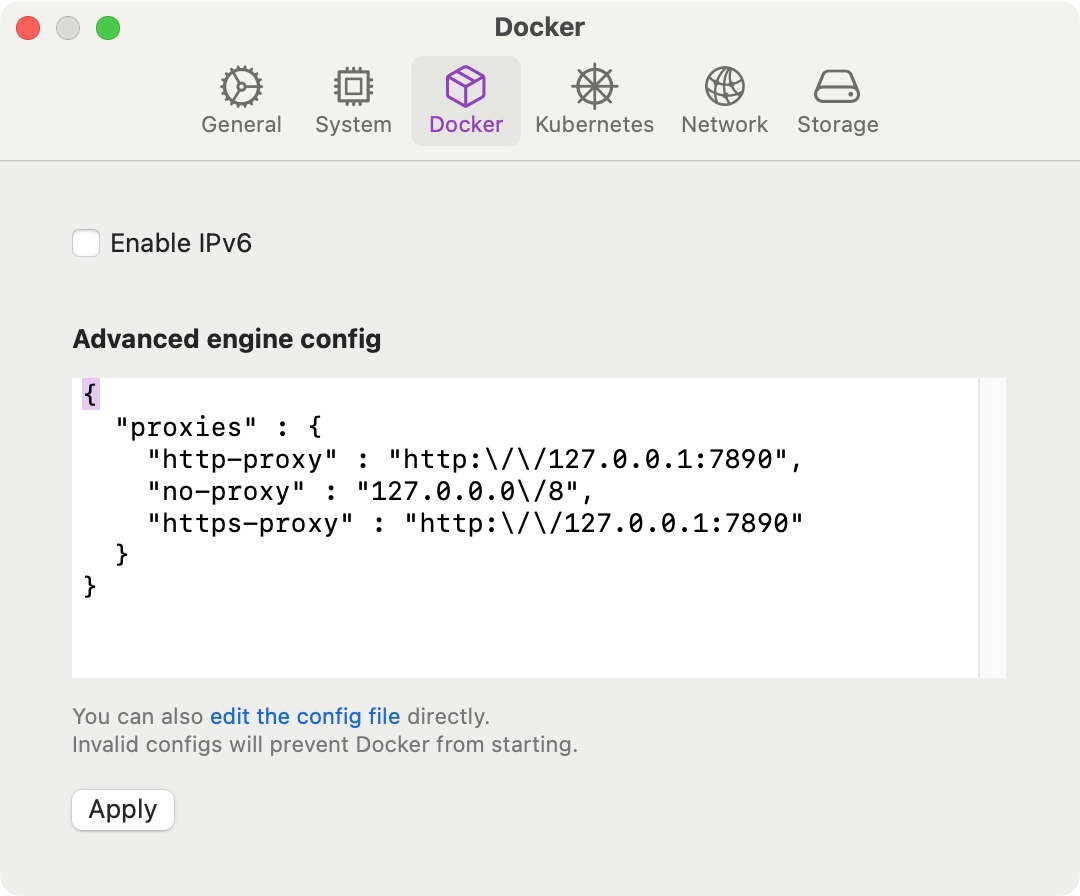 Docker
General
System
Docker
Kubernetes
Network
Storage
Enable IPv6
Advanced engine config
{
  "proxies" : {
    "http-proxy" : "http:\/\/127.0.0.1:7890",
    "no-proxy" : "127.0.0.0\/8",
    "https-proxy" : "http:\/\/127.0.0.1:7890"
  }
}
You can also edit the config file directly.
Invalid configs will prevent Docker from starting.
Apply